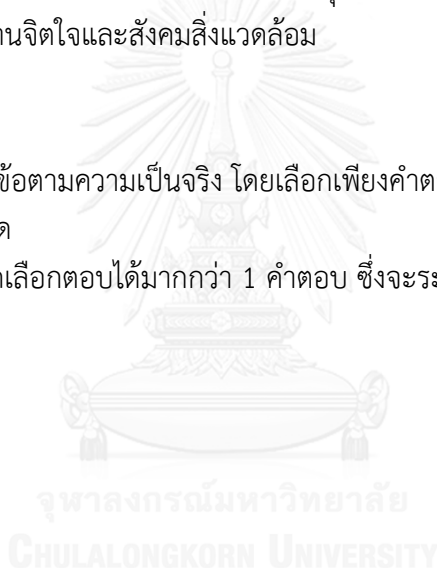 านจิตใจและสังคมสิ่งแวดล้อม
ข้อตามความเป็นจริง โดยเลือกเพียงคำต
ด
เลือกตอบได้มากกว่า 1 คำตอบ ซึ่งจะระ
จุฬาลงกรณ์มหาวิทยาลัย
CHULALONGKORN UNIVERSITY